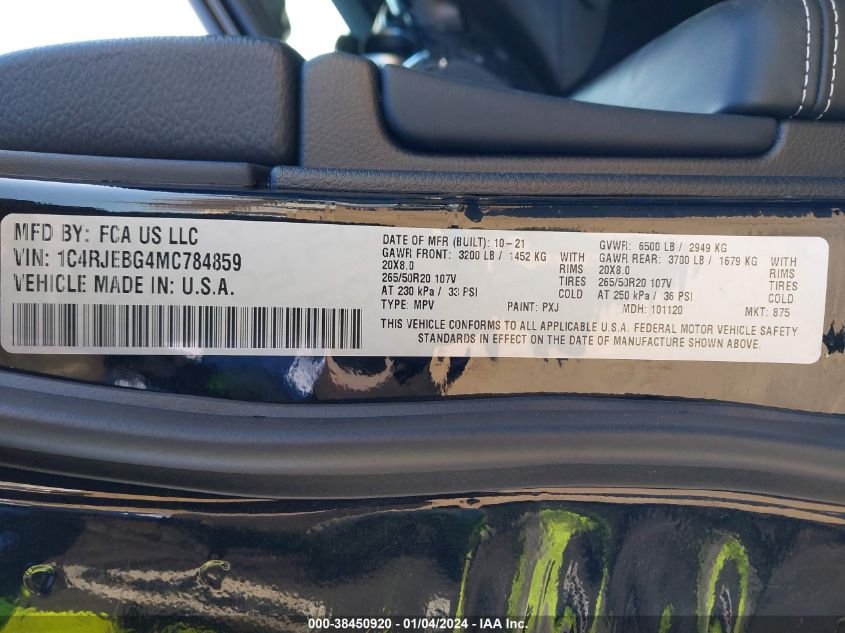 MFD BY: FCA US LLC
VIN: 1C4RJEBG4MC784859
VEHICLE MADE IN: U.S.A.
DATE OF MFR (BUILT): 10-21
GAWR FRONT: 3200 LB / 1452 KG WITH
20X8.0 RIMS
265/50R20 107V TIRES
AT 230 kPa / 33 PSI COLD
TYPE: MPV PAINT: PXJ
GVWR: 6500 LB / 2949 KG
GAWR REAR: 3700 LB / 1679 KG WITH
20X8.0 RIMS
265/50R20 107V TIRES
AT 250 kPa / 36 PSI COLD
MDH: 101120 MKT: 875
THIS VEHICLE CONFORMS TO ALL APPLICABLE U.S.A. FEDERAL MOTOR VEHICLE SAFETY
STANDARDS IN EFFECT ON THE DATE OF MANUFACTURE SHOWN ABOVE.
000-38450920 - 01/04/2024 - IAA Inc.